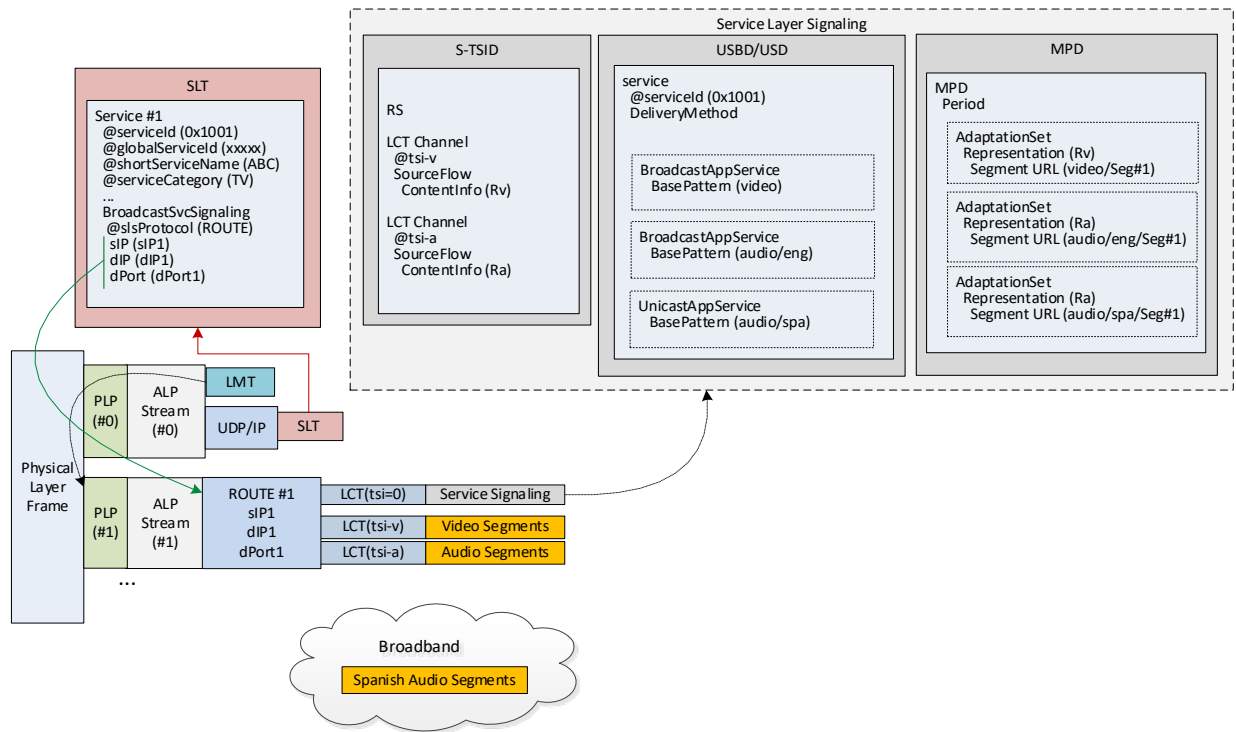 Service Layer Signaling
SLT
Service #1
@serviceId (0x1001)
@globalServiceId (xxxxx)
@shortServiceName (ABC)
@serviceCategory (TV)
...
BroadcastSvcSignaling
@slsProtocol (ROUTE)
sIP (sIP1)
dIP (dIP1)
dPort (dPort1)
S-TSID
RS
LCT Channel
@tsi-v
SourceFlow
ContentInfo (Rv)
LCT Channel
@tsi-a
SourceFlow
ContentInfo (Ra)
USBD/USD
service
@serviceId (0x1001)
DeliveryMethod
BroadcastAppService
BasePattern (video)
BroadcastAppService
BasePattern (audio/eng)
UnicastAppService
BasePattern (audio/spa)
MPD
MPD
Period
AdaptationSet
Representation (Rv)
Segment URL (video/Seg#1)
AdaptationSet
Representation (Ra)
Segment URL (audio/eng/Seg#1)
AdaptationSet
Representation (Ra)
Segment URL (audio/spa/Seg#1)
Physical
Layer
Frame
PLP
(#0)
ALP
Stream
(#0)
LMT
UDP/IP
SLT
PLP
(#1)
ALP
Stream
(#1)
ROUTE #1
sIP1
dIP1
dPort1
LCT(tsi=0)
Service Signaling
LCT(tsi-v)
Video Segments
LCT(tsi-a)
Audio Segments
...
Broadband
Spanish Audio Segments